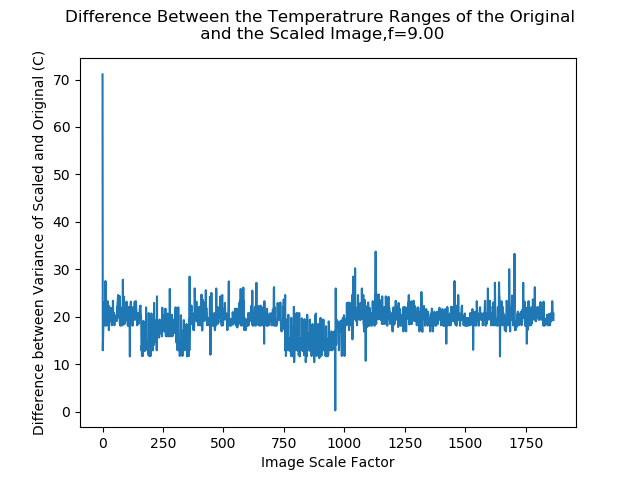 Difference Between the Temperatrure Ranges of the Original
and the Scaled Image,f=9.00
Difference between Variance of Scaled and Original (C)
70
60
50
40
30
20
10
0
0 250 500 750 1000 1250 1500 1750
Image Scale Factor